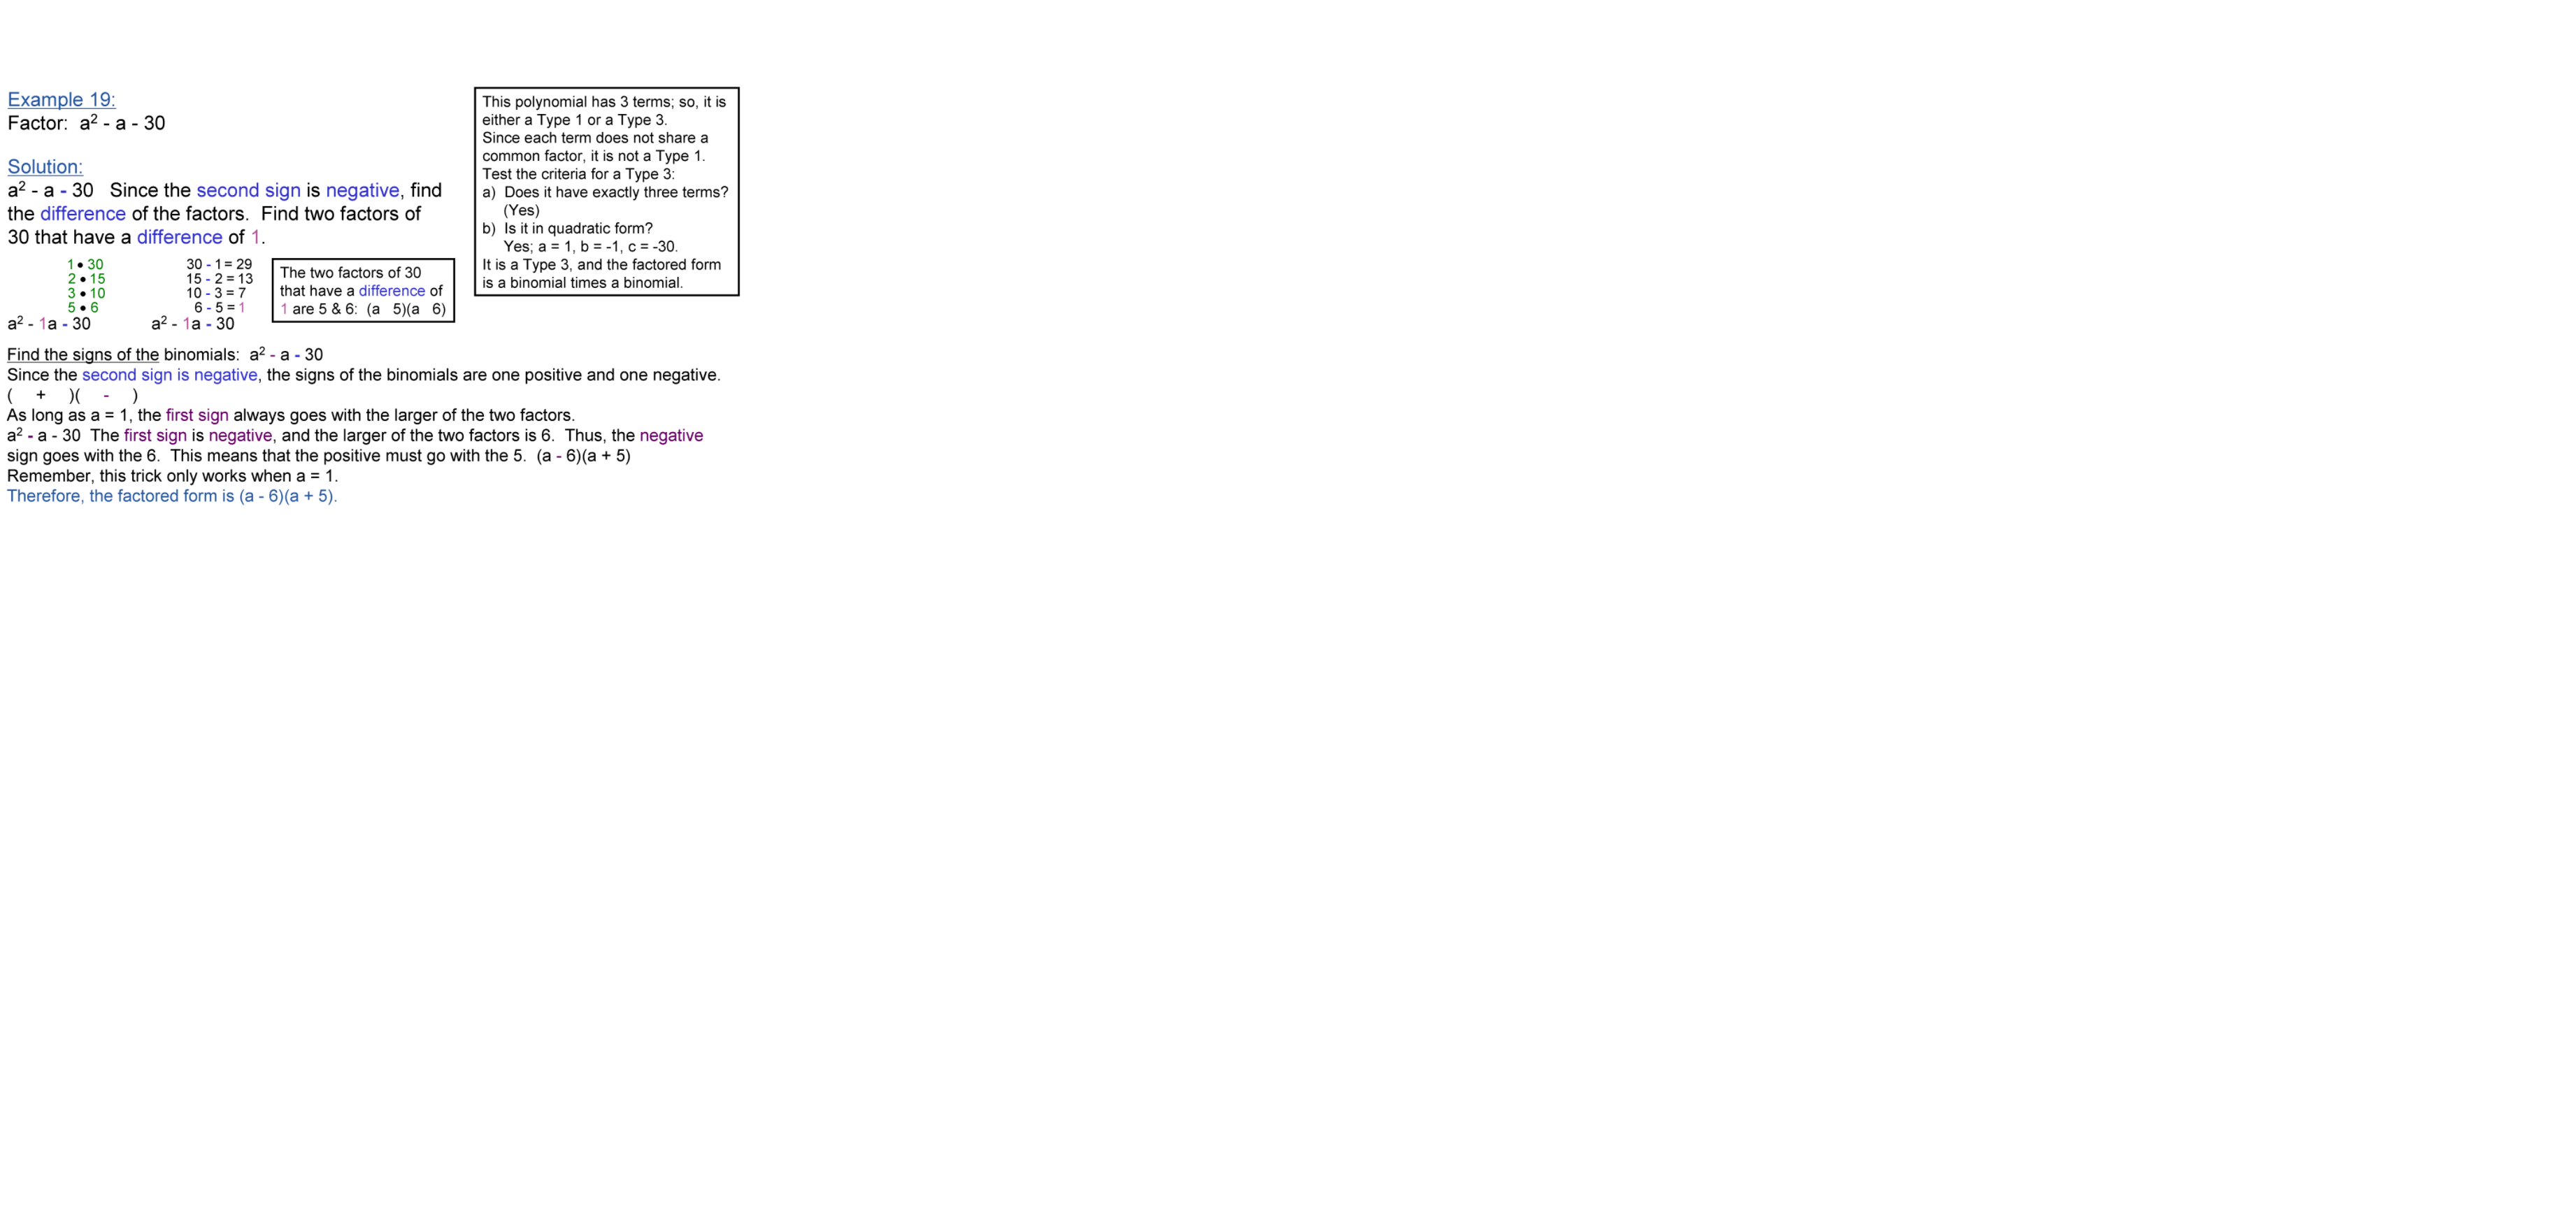 Example 19:
Factor:  a² - a - 30
Solution:
a² - a - 30   Since the second sign is negative, find
the difference of the factors.  Find two factors of
30 that have a difference of 1.
1 • 30
2 • 15
3 • 10
5 • 6
a² - 1a - 30
30 - 1 = 29
15 - 2 = 13
10 - 3 = 7
6 - 5 = 1
a² - 1a - 30
The two factors of 30
that have a difference of
1 are 5 & 6:  (a   5)(a   6)
This polynomial has 3 terms; so, it is
either a Type 1 or a Type 3.
Since each term does not share a
common factor, it is not a Type 1.
Test the criteria for a Type 3:
a)  Does it have exactly three terms?
(Yes)
b)  Is it in quadratic form?
Yes; a = 1, b = -1, c = -30.
It is a Type 3, and the factored form
is a binomial times a binomial.
Find the signs of the binomials:  a² - a - 30
Since the second sign is negative, the signs of the binomials are one positive and one negative.
(    +    )(    -    )
As long as a = 1, the first sign always goes with the larger of the two factors.
a² - a - 30  The first sign is negative, and the larger of the two factors is 6.  Thus, the negative
sign goes with the 6.  This means that the positive must go with the 5.  (a - 6)(a + 5)
Remember, this trick only works when a = 1.
Therefore, the factored form is (a - 6)(a + 5).